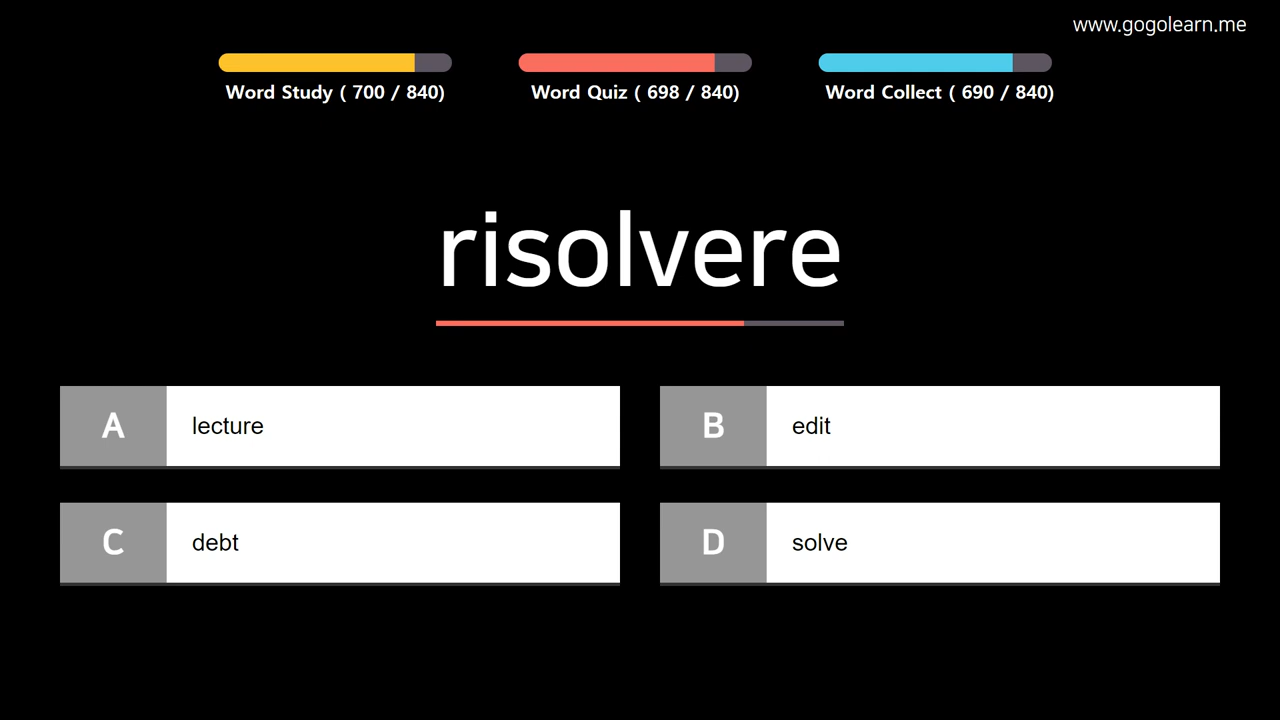 www.gogolearn.me
Word Study ( 700 / 840)
Word Quiz ( 698 / 840)
Word Collect ( 690 / 840)
risolvere
A lecture
B edit
C debt
D solve